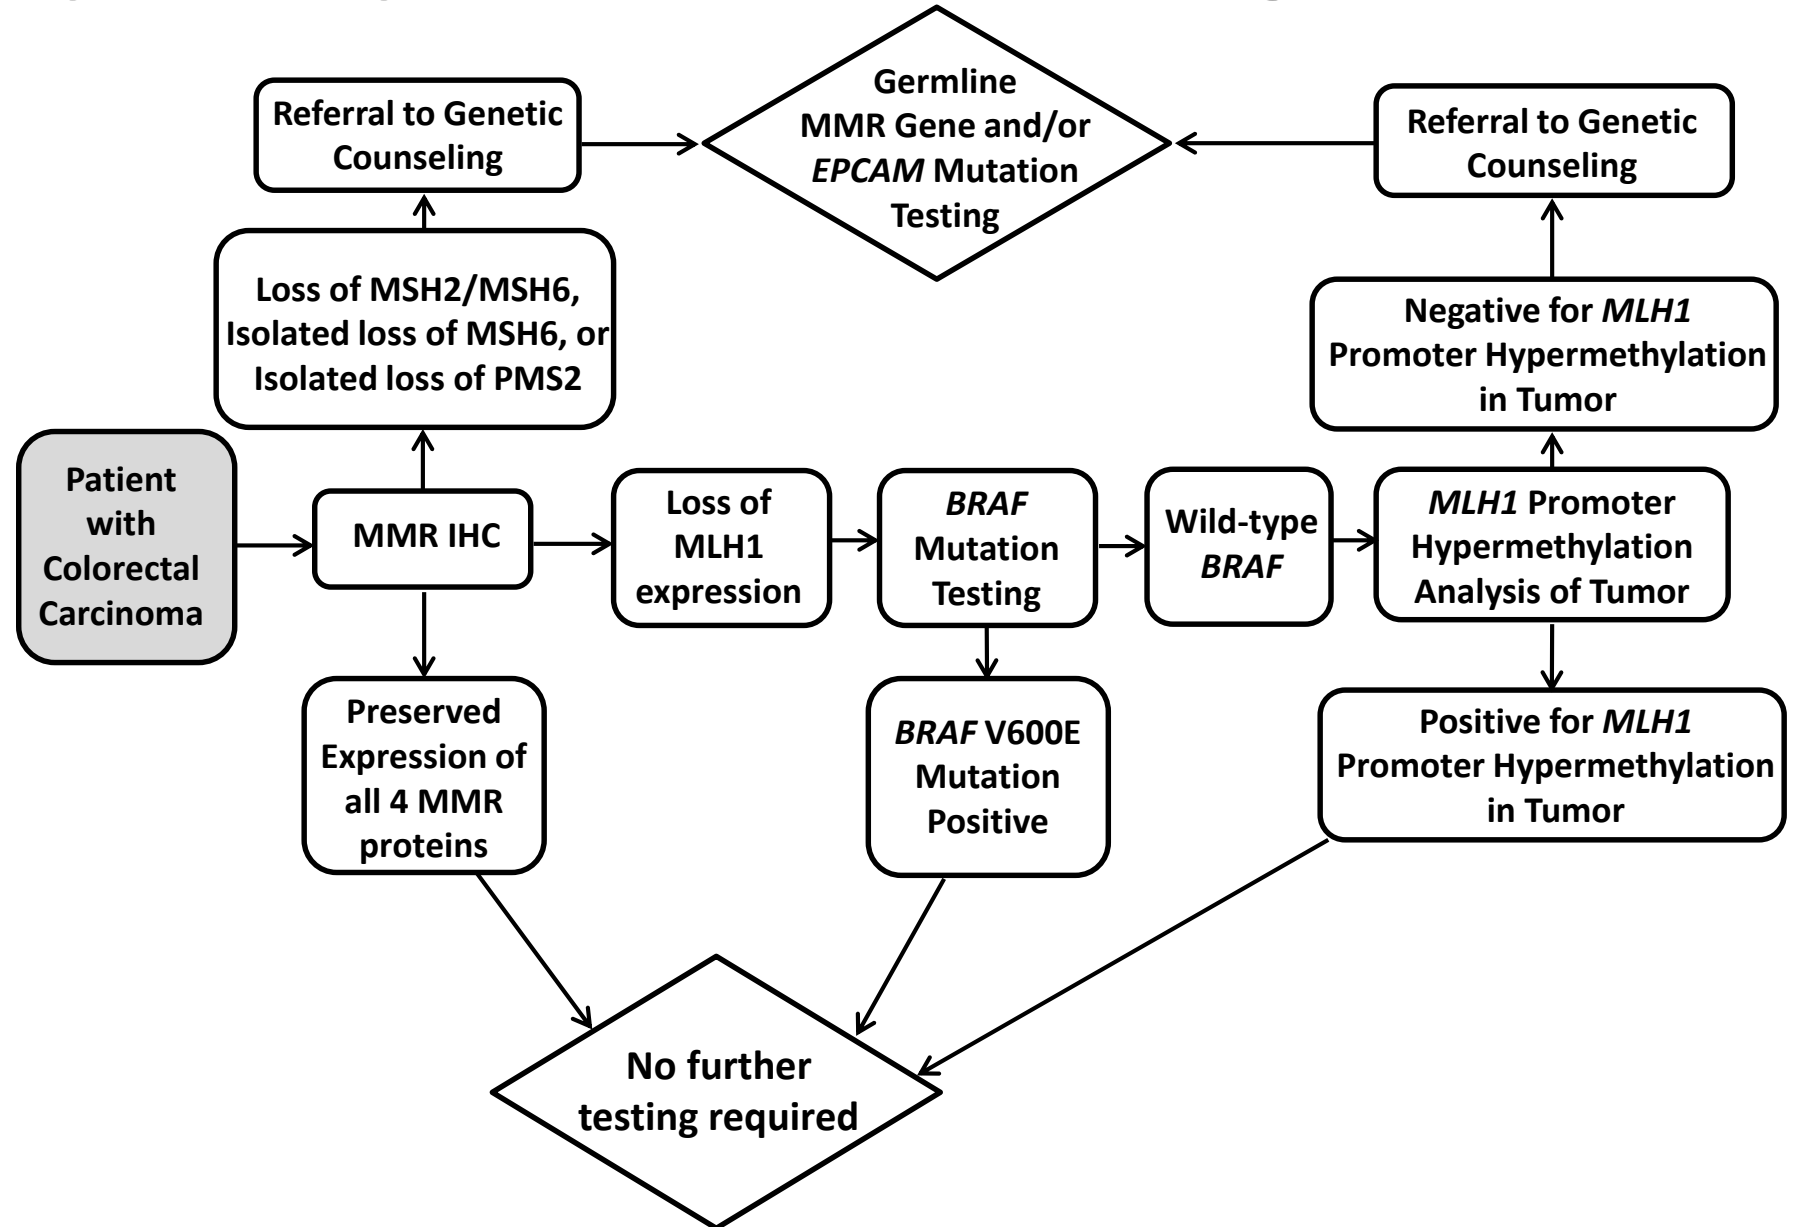 Germline
MMR Gene and/or
EPCAM Mutation
Testing
Referral to Genetic
Counseling
Referral to Genetic
Counseling
Loss of MSH2/MSH6,
Isolated loss of MSH6, or
Isolated loss of PMS2
Negative for MLH1
Promoter Hypermethylation
in Tumor
Patient
with
Colorectal
Carcinoma
MMR IHC
Loss of
MLH1
expression
BRAF
Mutation
Testing
Wild-type
BRAF
MLH1 Promoter
Hypermethylation
Analysis of Tumor
Preserved
Expression of
all 4 MMR
proteins
BRAF V600E
Mutation
Positive
Positive for MLH1
Promoter Hypermethylation
in Tumor
No further
testing required